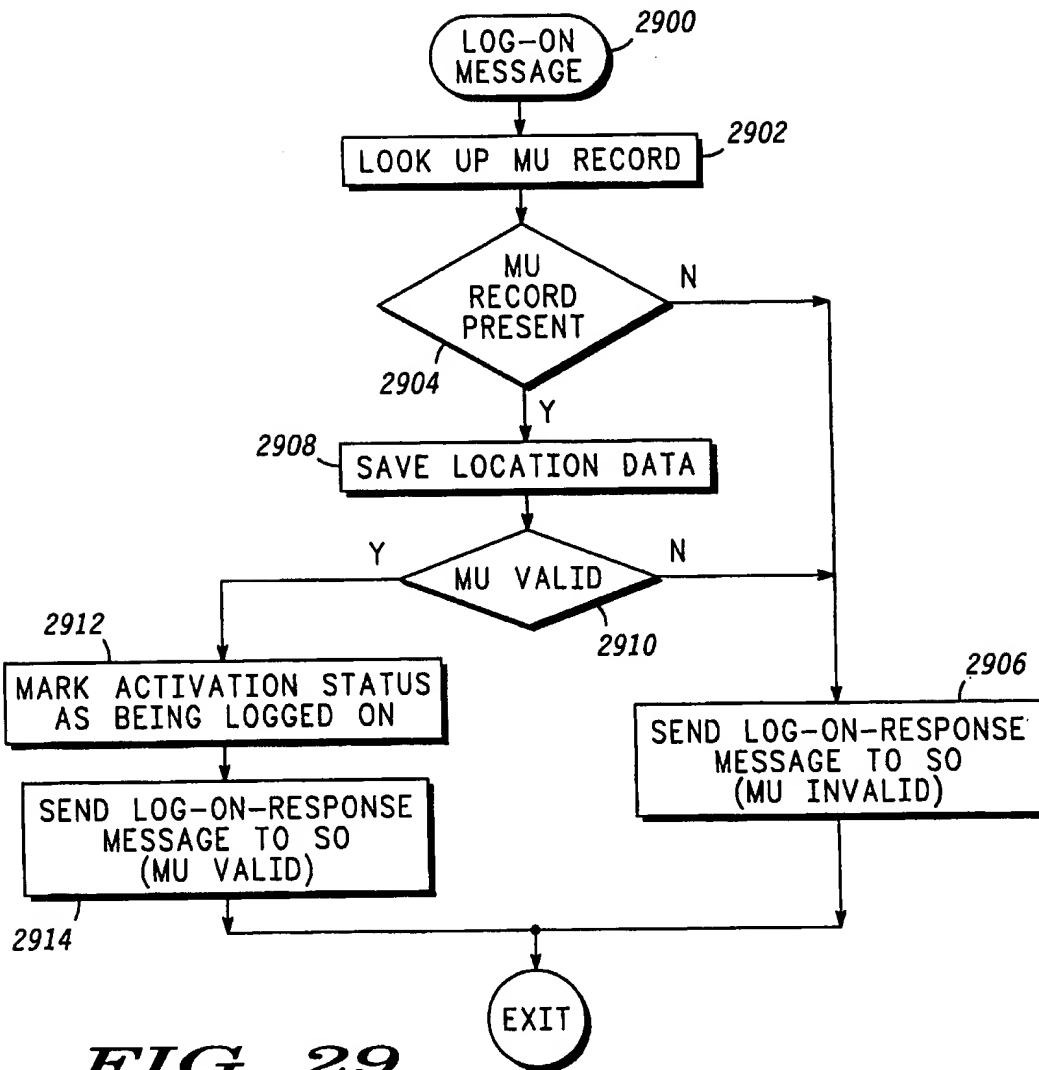 LOG-ON
MESSAGE
2900
LOOK UP MU RECORD
2902
MU
RECORD
PRESENT
N
2904
Y
2908
SAVE LOCATION DATA
Y
MU VALID
N
2910
2912
MARK ACTIVATION STATUS
AS BEING LOGGED ON
2906
SEND LOG-ON-RESPONSE
MESSAGE TO SO
(MU INVALID)
SEND LOG-ON-RESPONSE
MESSAGE TO SO
(MU VALID)
2914
EXIT
FIG. 29